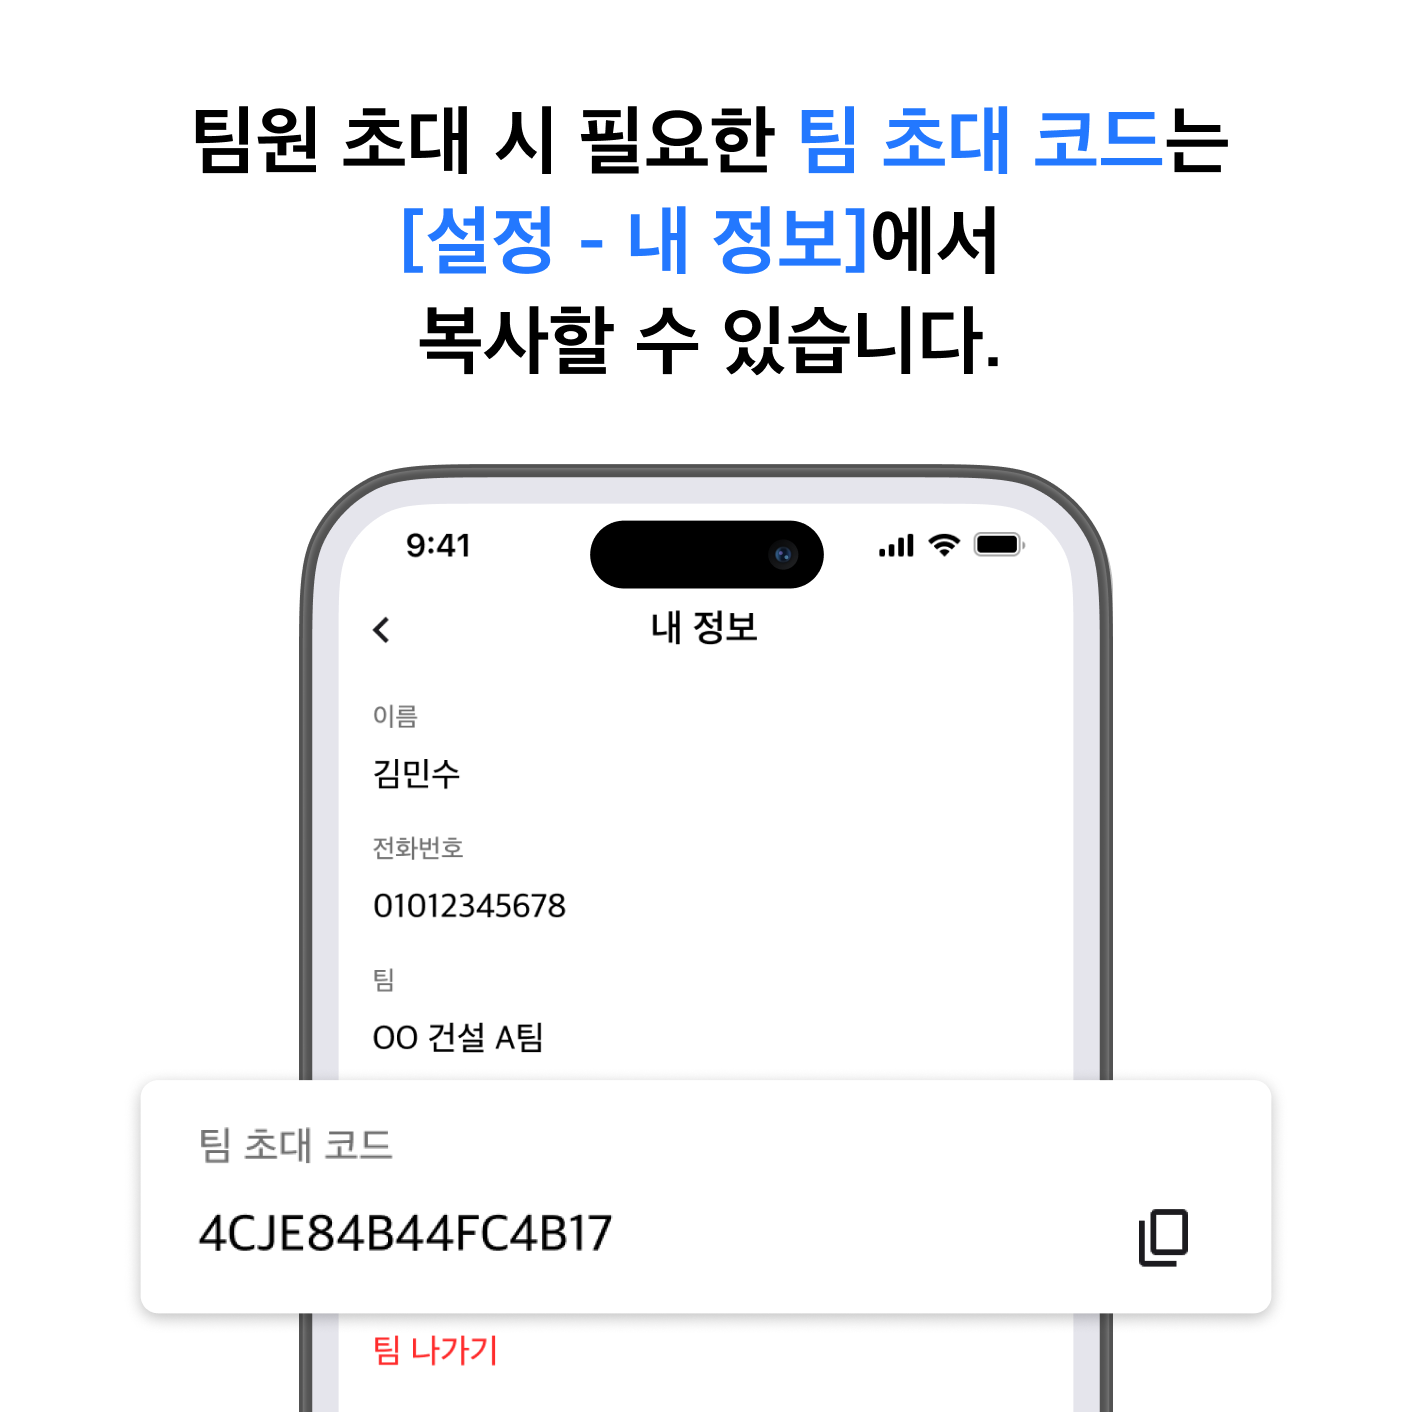 팀원 초대 시 필요한 팀 초대 코드는
[설정 - 내 정보]에서
복사할 수 있습니다.
9:41
내 정보
이름
김민수
전화번호
01012345678
팀
OO 건설 A팀
팀 초대 코드
4CJE84B44FC4B17
팀 나가기